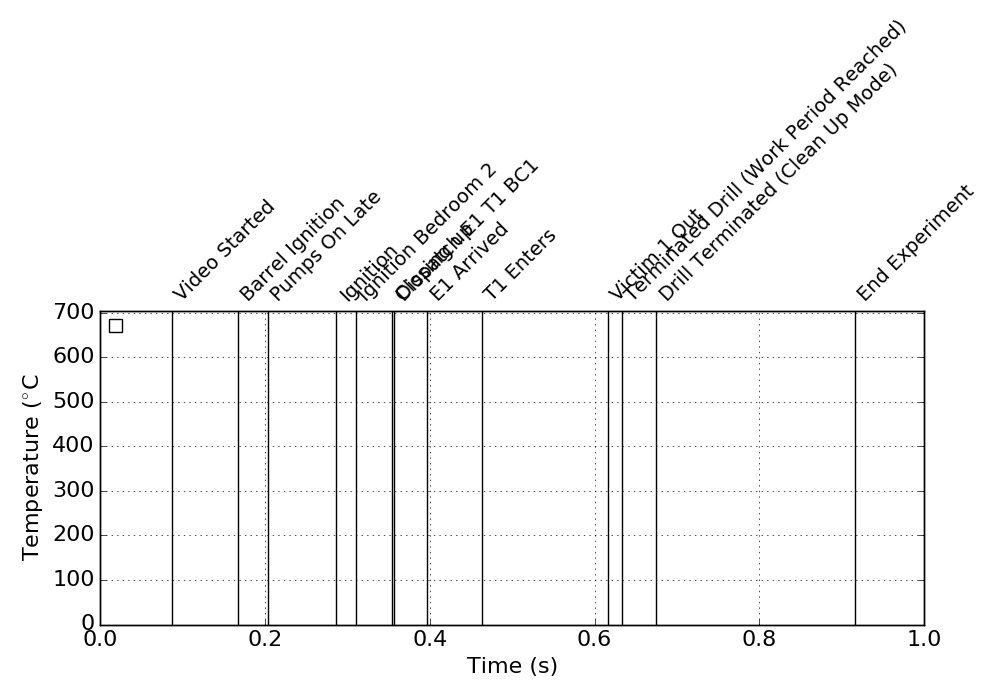 Video Started
Barrel Ignition
Pumps On Late
Ignition
Ignition Bedroom 2
Dispatch E1 T1 BC1
E1 Arrived
T1 Enters
Victim 1 Out
Terminated Drill (Work Period Reached)
Drill Terminated (Clean Up Mode)
End Experiment
700
600
500
400
300
200
100
0
Temperature (°C
0.0 0.2 0.4 0.6 0.8 1.0
Time (s)